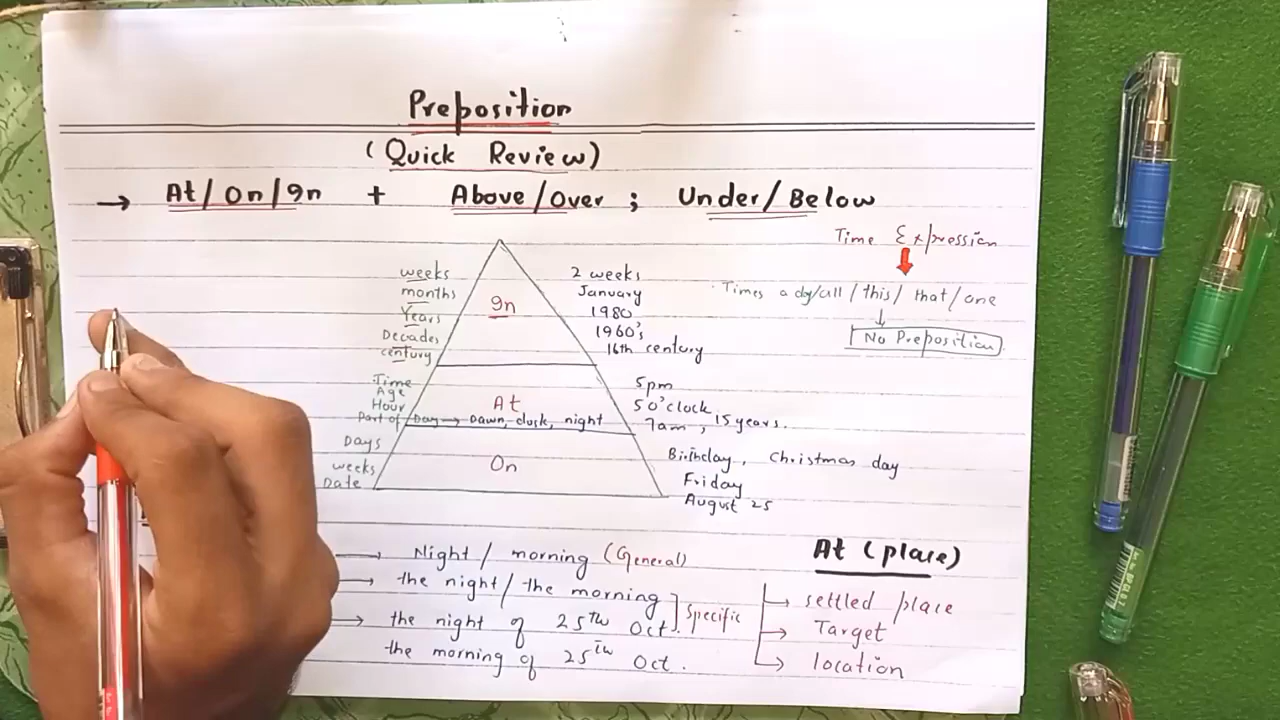 Preposition
(Quick Review)
→ At/On/In + Above/Over ; Under/Below
Time Expression
Times a day/all/this/that/one
No Preposition
weeks
months
Years
Decades
century
In
2 weeks
January
1980
1960's
16th century
Time
Age
Hour
Part of Day → Dawn, dusk, night
At
5pm
5 o'clock
7am, 15 years.
Days
weeks
Date
On
Birthday, Christmas day
Friday
August 25
→ Night/morning (General)
→ the night/the morning
→ the night of 25th Oct.
the morning of 25th Oct.
Specific
At (place)
settled place
Target
location